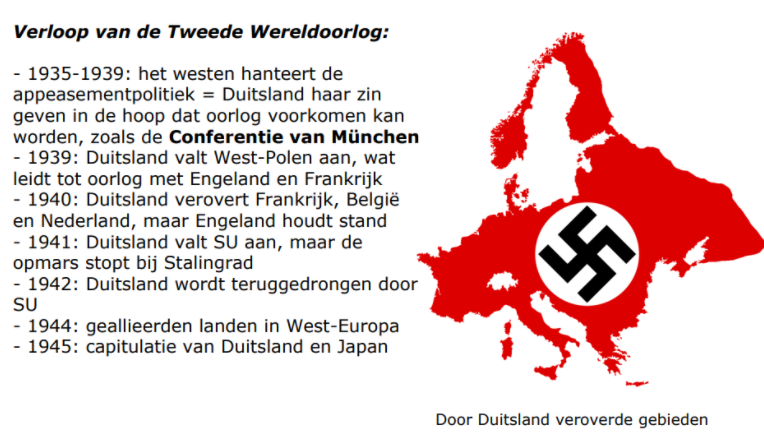 Verloop van de Tweede Wereldoorlog:
- 1935-1939: het westen hanteert de
appeasementpolitiek = Duitsland haar zin
geven in de hoop dat oorlog voorkomen kan
worden, zoals de Conferentie van München
- 1939: Duitsland valt West-Polen aan, wat
leidt tot oorlog met Engeland en Frankrijk
- 1940: Duitsland verovert Frankrijk, België
en Nederland, maar Engeland houdt stand
- 1941: Duitsland valt SU aan, maar de
opmars stopt bij Stalingrad
- 1942: Duitsland wordt teruggedrongen door
SU
- 1944: geallieerden landen in West-Europa
- 1945: capitulatie van Duitsland en Japan
Door Duitsland veroverde gebieden